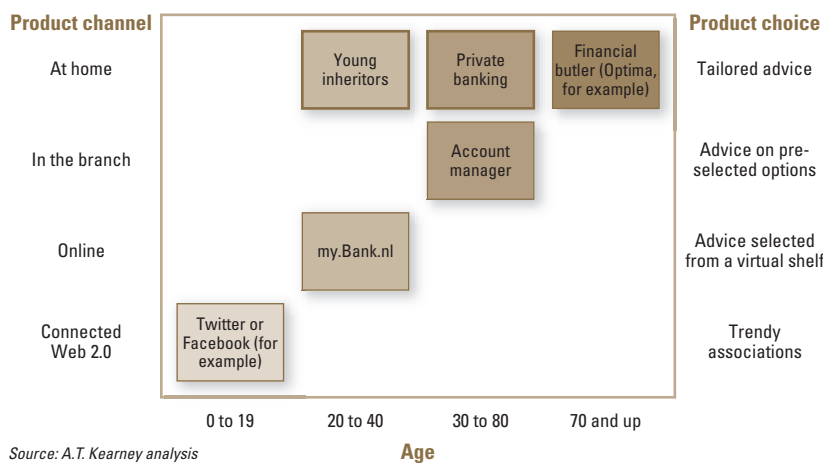 Product channel
Product choice
At home
Young
inheritors
Private
banking
Financial
butler (Optima,
for example)
Tailored advice
In the branch
Account
manager
Advice on pre-
selected options
Online
my.Bank.nl
Advice selected
from a virtual shelf
Connected
Web 2.0
Twitter or
Facebook (for
example)
Trendy
associations
0 to 19
20 to 40
30 to 80
70 and up
Source: A.T. Kearney analysis
Age